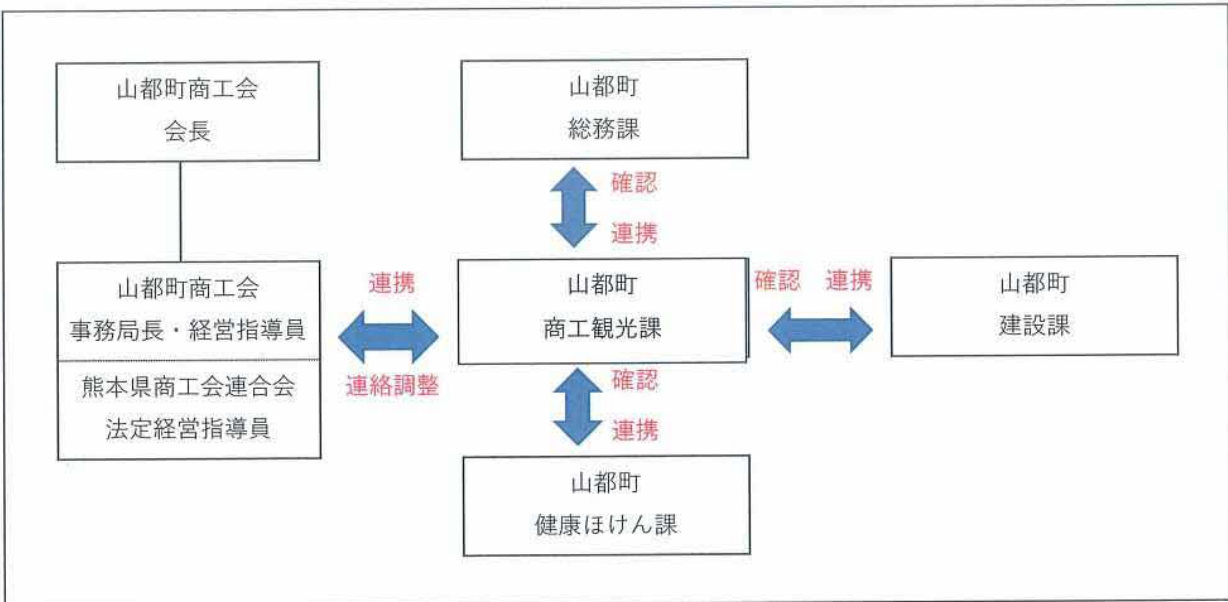 山都町商工会
会長
山都町
総務課
確認
連携
山都町商工会
事務局長・経営指導員
熊本県商工会連合会
法定経営指導員
連携
連絡調整
山都町
商工観光課
確認 連携
山都町
建設課
確認
連携
山都町
健康ほけん課